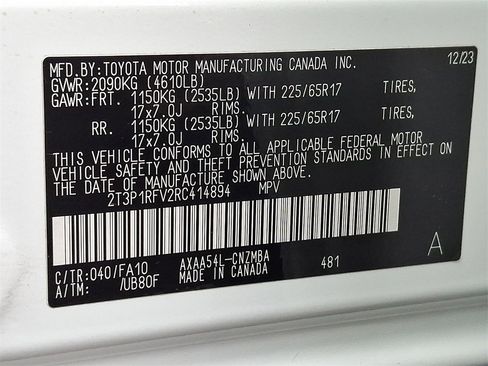 MFD.BY:TOYOTA MOTOR MANUFACTURING CANADA INC. 12/23
GVWR:2090KG (4610LB)
GAWR:FRT. 1150KG (2535LB) WITH 225/65R17 TIRES,
17x7.0J RIMS.
RR. 1150KG (2535LB) WITH 225/65R17 TIRES,
17x7.0J RIMS.
THIS VEHICLE CONFORMS TO ALL APPLICABLE FEDERAL MOTOR
VEHICLE SAFETY AND THEFT PREVENTION STANDARDS IN EFFECT ON
THE DATE OF MANUFACTURE SHOWN ABOVE.
2T3P1RFV2RC414894 MPV
C/TR:040/FA10 AXAA54L-CNZMBA 481 A
A/TM: /UB80F MADE IN CANADA